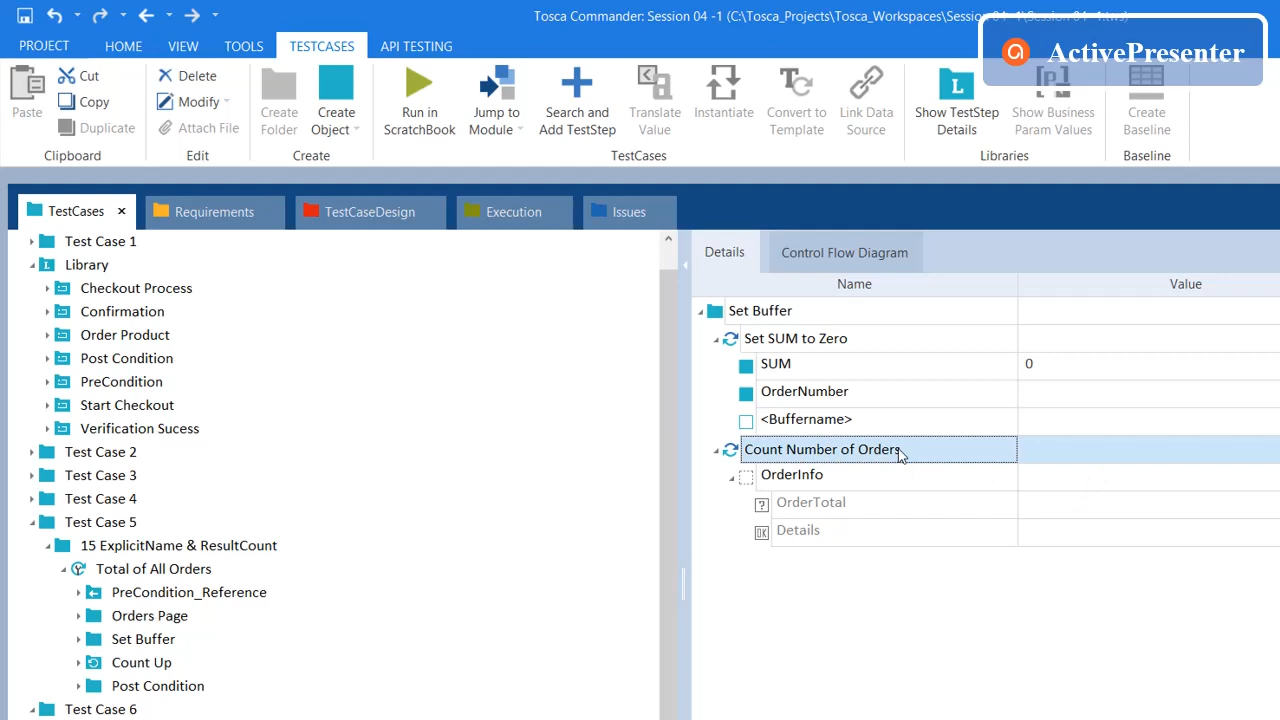 Tosca Commander: Session 04 -1 (C:\Tosca_Projects\Tosca_Workspaces\Session 04 -1\Session 04 -1.tws)
ActivePresenter
PROJECT HOME VIEW TOOLS TESTCASES API TESTING
Paste
Cut
Copy
Duplicate
Clipboard
Delete
Modify
Attach File
Edit
Create
Folder
Create
Object
Create
Run in
ScratchBook
Jump to
Module
Search and
Add TestStep
Translate
Value
Instantiate
Convert to
Template
Link Data
Source
TestCases
Show TestStep
Details
Show Business
Param Values
Libraries
Create
Baseline
Baseline
TestCases
Requirements
TestCaseDesign
Execution
Issues
Test Case 1
Library
Checkout Process
Confirmation
Order Product
Post Condition
PreCondition
Start Checkout
Verification Sucess
Test Case 2
Test Case 3
Test Case 4
Test Case 5
15 ExplicitName & ResultCount
Total of All Orders
PreCondition_Reference
Orders Page
Set Buffer
Count Up
Post Condition
Test Case 6
Details Control Flow Diagram
Name Value
Set Buffer
Set SUM to Zero
SUM 0
OrderNumber
<Buffername>
Count Number of Orders
OrderInfo
OrderTotal
Details